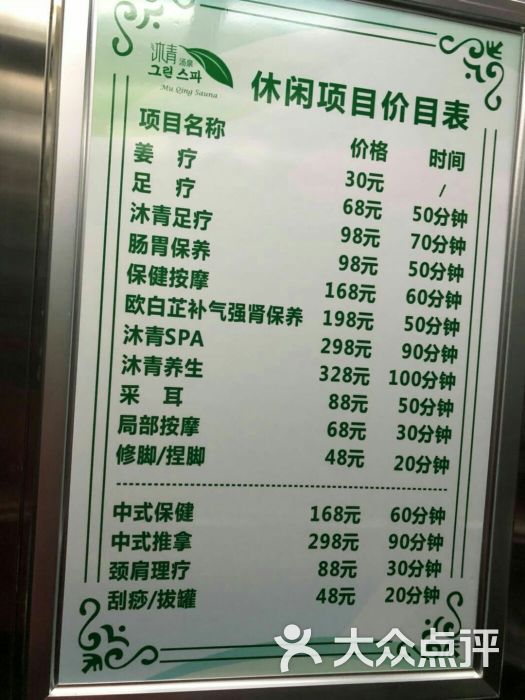 沐青 汤泉
그린 스파
Mu Qing Sauna
休闲项目价目表
项目名称 价格 时间
姜 疗 30元 /
足 疗 68元 50分钟
沐青足疗 98元 70分钟
肠胃保养 98元 50分钟
保健按摩 168元 60分钟
欧白芷补气强肾保养 198元 50分钟
沐青SPA 298元 90分钟
沐青养生 328元 100分钟
采 耳 88元 50分钟
局部按摩 68元 30分钟
修脚/捏脚 48元 20分钟
中式保健 168元 60分钟
中式推拿 298元 90分钟
颈肩理疗 88元 30分钟
刮痧/拔罐 48元 20分钟
大众点评